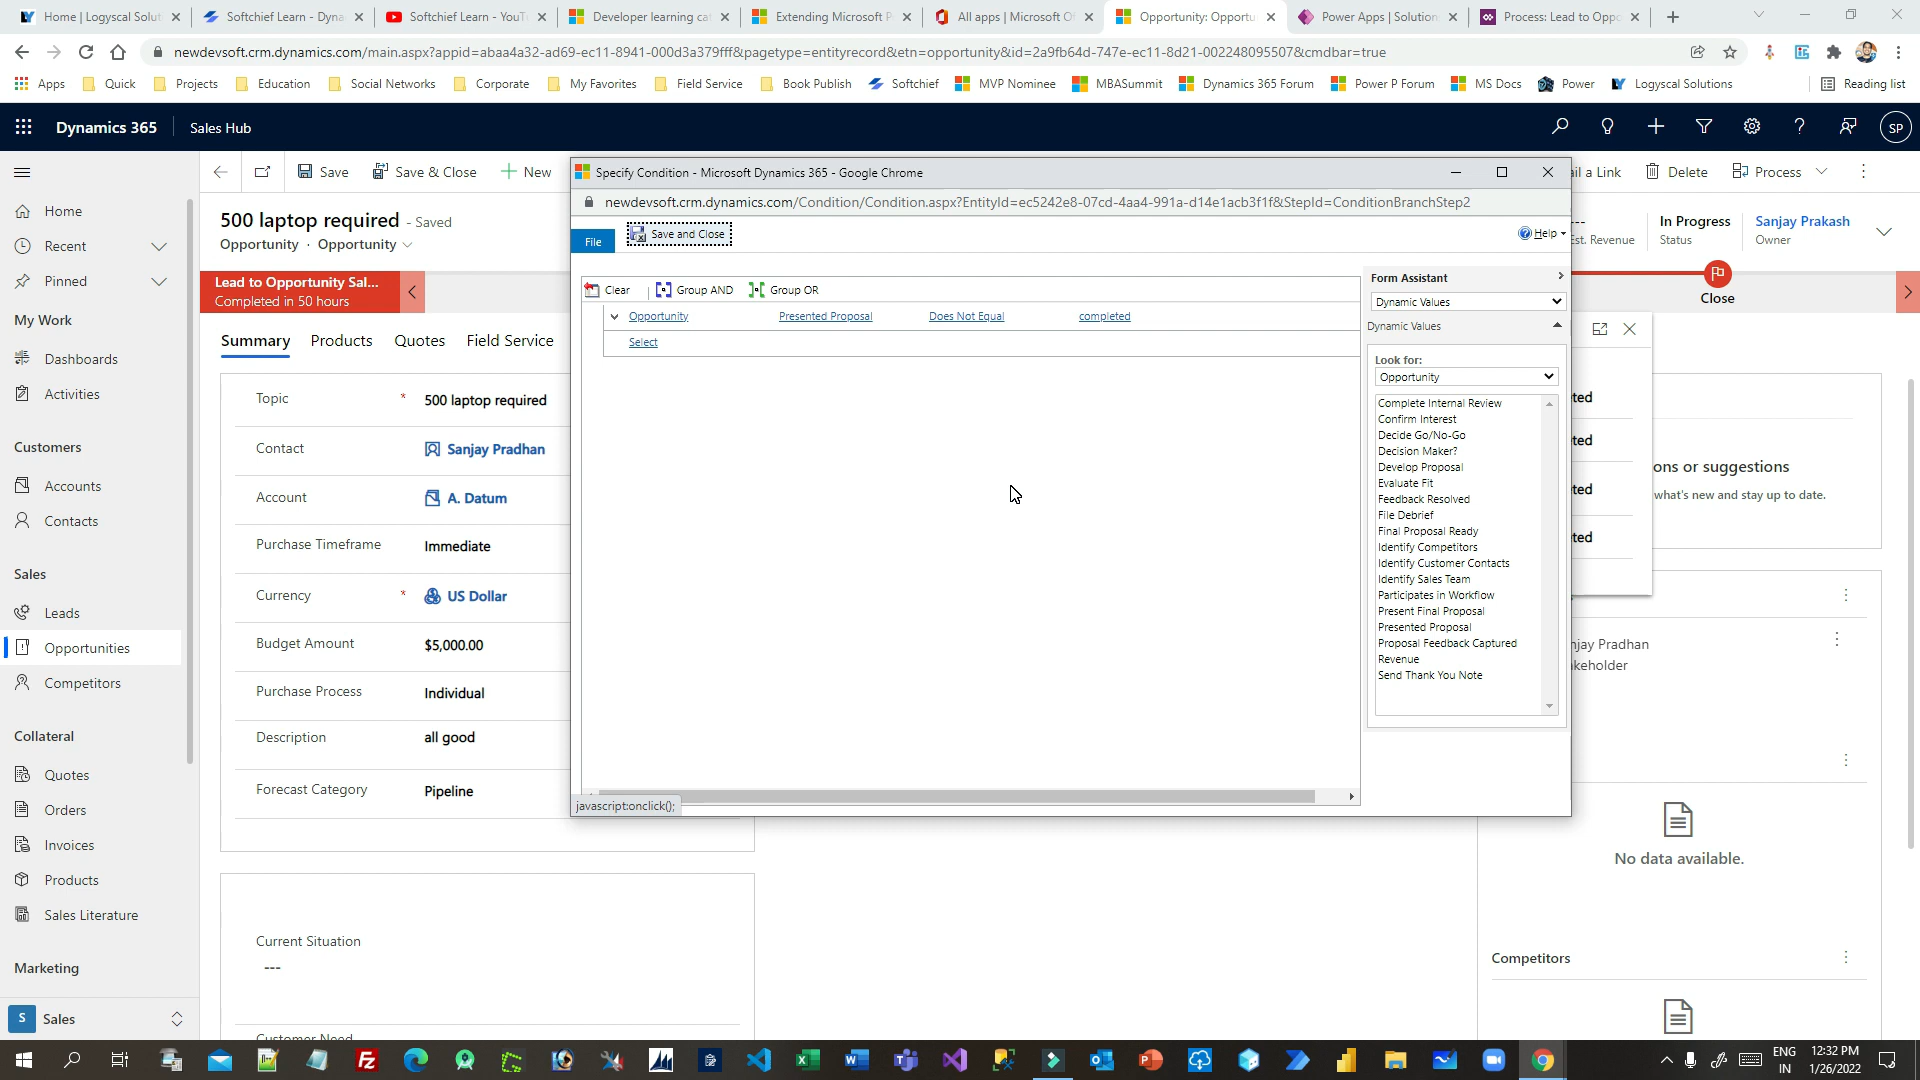 Home | Logyscal Solut
Softchief Learn - Dyna
Softchief Learn - YouT
Developer learning cat
Extending Microsoft P
All apps | Microsoft O
Opportunity: Opportu
Power Apps | Solution
Process: Lead to Oppo
newdevsoft.crm.dynamics.com/main.aspx?appid=abaa4a32-ad69-ec11-8941-000d3a379fff&pagetype=entityrecord&etn=opportunity&id=2a9fb64d-747e-ec11-8d21-002248095507&cmdbar=true
Apps
Quick
Projects
Education
Social Networks
Corporate
My Favorites
Field Service
Book Publish
Softchief
MVP Nominee
MBASummit
Dynamics 365 Forum
Power P Forum
MS Docs
Power
Logyscal Solutions
Reading list
Dynamics 365
Sales Hub
SP
Save
Save & Close
New
ail a Link
Delete
Process
Home
Recent
Pinned
My Work
Dashboards
Activities
Customers
Accounts
Contacts
Sales
Leads
Opportunities
Competitors
Collateral
Quotes
Orders
Invoices
Products
Sales Literature
Marketing
S
Sales
500 laptop required - Saved
Opportunity · Opportunity
---
Est. Revenue
In Progress
Status
Sanjay Prakash
Owner
Lead to Opportunity Sal...
Completed in 50 hours
Close
Summary
Products
Quotes
Field Service
Topic
*
500 laptop required
Contact
Sanjay Pradhan
Account
A. Datum
Purchase Timeframe
Immediate
Currency
*
US Dollar
Budget Amount
$5,000.00
Purchase Process
Individual
Description
all good
Forecast Category
Pipeline
Current Situation
---
Customer Need
Specify Condition - Microsoft Dynamics 365 - Google Chrome
newdevsoft.crm.dynamics.com/Condition/Condition.aspx?EntityId=ec5242e8-07cd-4aa4-991a-d14e1acb3f1f&StepId=ConditionBranchStep2
File
Save and Close
Help
Clear
Group AND
Group OR
Opportunity
Presented Proposal
Does Not Equal
completed
Select
Form Assistant
Dynamic Values
Dynamic Values
Look for:
Opportunity
Complete Internal Review
Confirm Interest
Decide Go/No-Go
Decision Maker?
Develop Proposal
Evaluate Fit
Feedback Resolved
File Debrief
Final Proposal Ready
Identify Competitors
Identify Customer Contacts
Identify Sales Team
Participates in Workflow
Present Final Proposal
Presented Proposal
Proposal Feedback Captured
Revenue
Send Thank You Note
javascript:onclick();
ted
ted
ted
ted
ons or suggestions
what's new and stay up to date.
njay Pradhan
keholder
No data available.
Competitors
ENG
IN
12:32 PM
1/26/2022